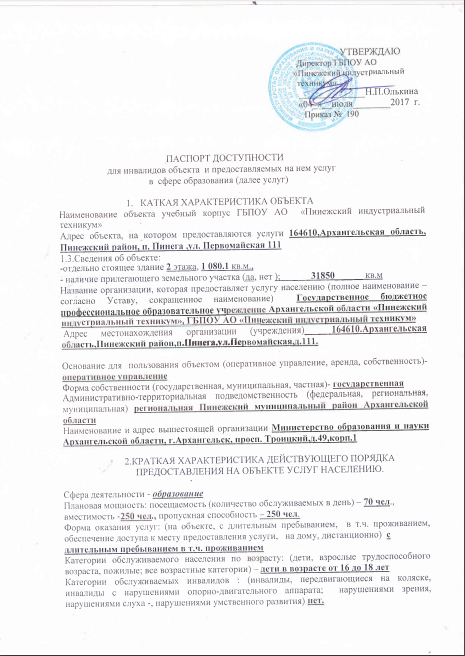 УТВЕРЖДАЮ
Директор ГБПОУ АО
«Пинежский индустриальный
техникум»
Н.П.Олькина
«04» июля 2017 г.
Приказ № 190
ПАСПОРТ ДОСТУПНОСТИ
для инвалидов объекта и предоставляемых на нем услуг
в сфере образования (далее услуг)
1. КАТКАЯ ХАРАКТЕРИСТИКА ОБЪЕКТА
Наименование объекта учебный корпус ГБПОУ АО «Пинежский индустриальный
техникум»
Адрес объекта, на котором предоставляются услуги 164610,Архангельская область,
Пинежский район, п. Пинега ,ул. Первомайская 111
1.3.Сведения об объекте:
-отдельно стоящее здание 2 этажа, 1 080.1 кв.м.,
- наличие прилегающего земельного участка (да, нет ); 31850 кв.м
Название организации, которая предоставляет услугу населению (полное наименование –
согласно Уставу, сокращенное наименование) Государственное бюджетное
профессиональное образовательное учреждение Архангельской области «Пинежский
индустриальный техникум», ГБПОУ АО «Пинежский индустриальный техникум»
Адрес местонахождения организации (учреждения) 164610.Архангельская
область,Пинежский район,п.Пинега,ул.Первомайская,д.111.
Основание для пользования объектом (оперативное управление, аренда, собственность)-
оперативное управление
Форма собственности (государственная, муниципальная, частная)- государственная
Административно-территориальная подведомственность (федеральная, региональная,
муниципальная) региональная Пинежский муниципальный район Архангельской
области
Наименование и адрес вышестоящей организации Министерство образования и науки
Архангельской области, г.Архангельск, просп. Троицкий,д.49,корп.1
2.КРАТКАЯ ХАРАКТЕРИСТИКА ДЕЙСТВУЮЩЕГО ПОРЯДКА
ПРЕДОСТАВЛЕНИЯ НА ОБЪЕКТЕ УСЛУГ НАСЕЛЕНИЮ.
Сфера деятельности - образование
Плановая мощность: посещаемость (количество обслуживаемых в день) – 70 чел.,
вместимость -250 чел., пропускная способность – 250 чел.
Форма оказания услуг: (на объекте, с длительным пребыванием, в т.ч. проживанием,
обеспечение доступа к месту предоставления услуги, на дому, дистанционно) с
длительным пребыванием в т.ч. проживанием
Категории обслуживаемого населения по возрасту: (дети, взрослые трудоспособного
возраста, пожилые; все возрастные категории) – дети в возрасте от 16 до 18 лет
Категории обслуживаемых инвалидов : (инвалиды, передвигающиеся на коляске,
инвалиды с нарушениями опорно-двигательного аппарата; нарушениями зрения,
нарушениями слуха -, нарушениями умственного развития) нет.